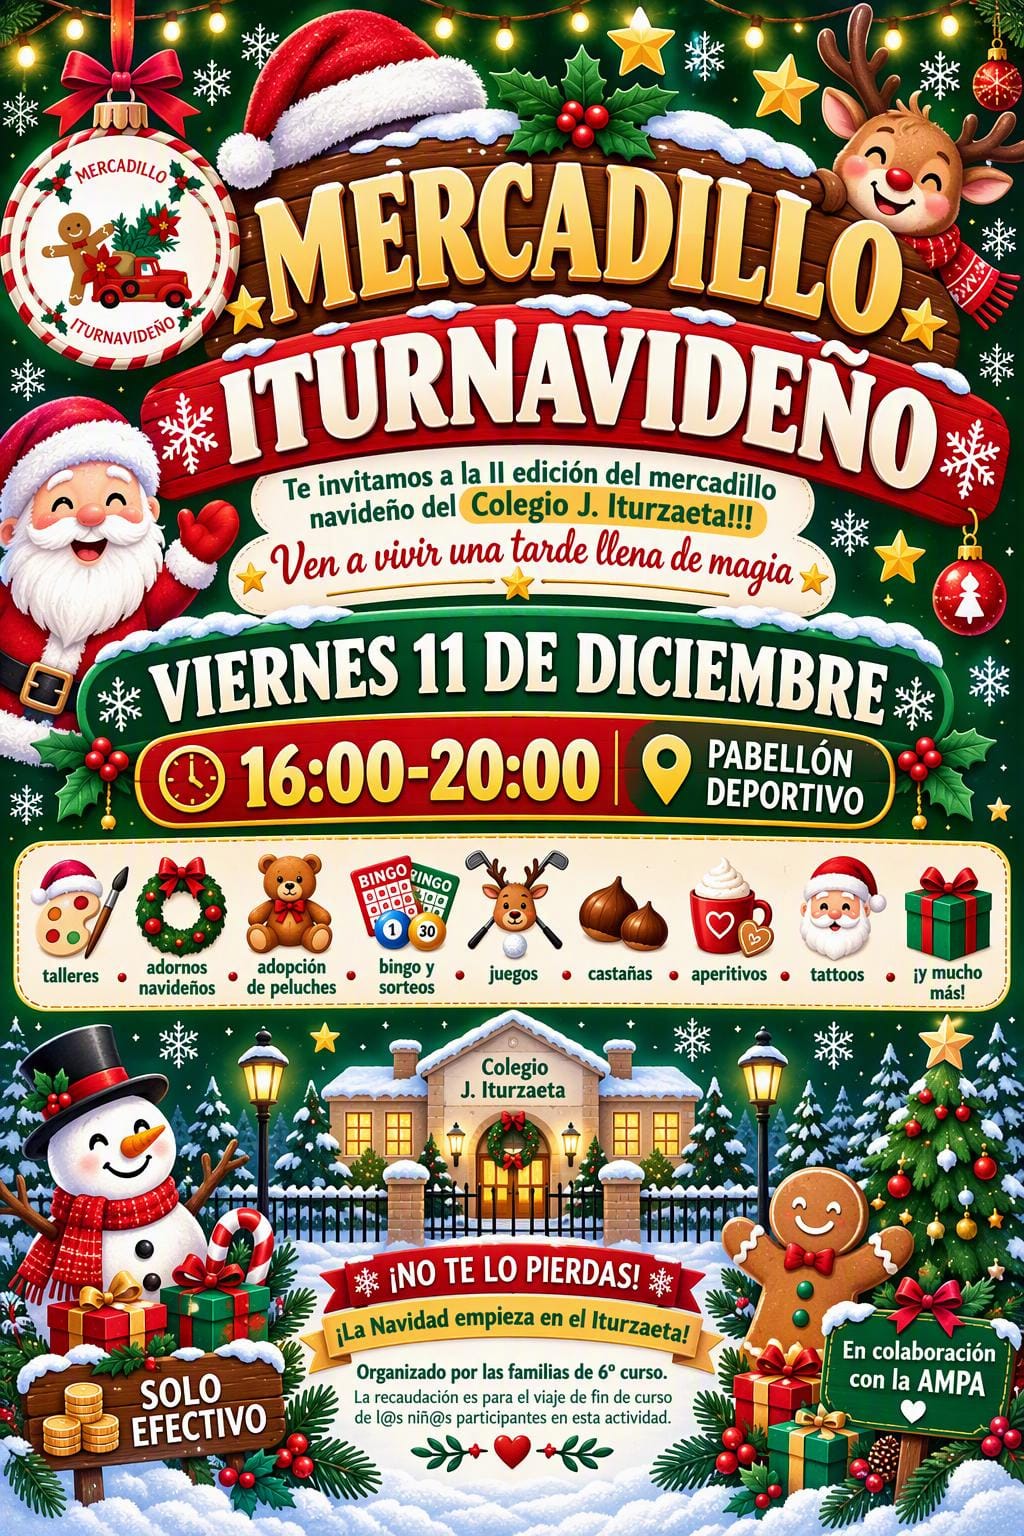 MERCADILLO
ITURNAVIDEÑO
MERCADILLO
ITURNAVIDEÑO
Te invitamos a la II edición del mercadillo
navideño del Colegio J. Iturzaeta!!!
Ven a vivir una tarde llena de magia
VIERNES 11 DE DICIEMBRE
16:00-20:00
PABELLÓN
DEPORTIVO
BINGO
BINGO
1
30
talleres
adornos
navideños
adopción
de peluches
bingo y
sorteos
juegos
castañas
aperitivos
tattoos
¡y mucho
más!
Colegio
J. Iturzaeta
¡NO TE LO PIERDAS!
¡La Navidad empieza en el Iturzaeta!
Organizado por las familias de 6º curso.
La recaudación es para el viaje de fin de curso
de l@s niñ@s participantes en esta actividad.
SOLO
EFECTIVO
En colaboración
con la AMPA